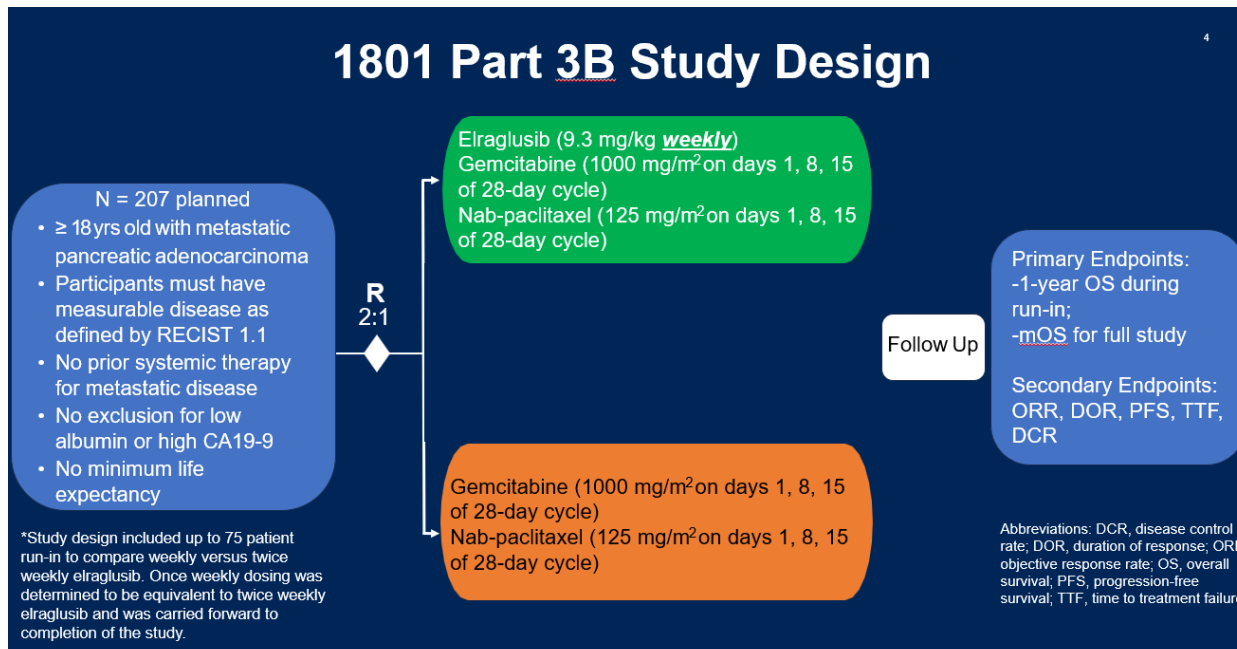 4
1801 Part 3B Study Design
N = 207 planned
• ≥ 18 yrs old with metastatic
pancreatic adenocarcinoma
• Participants must have
measurable disease as
defined by RECIST 1.1
• No prior systemic therapy
for metastatic disease
• No exclusion for low
albumin or high CA19-9
• No minimum life
expectancy
*Study design included up to 75 patient
run-in to compare weekly versus twice
weekly elraglusib. Once weekly dosing was
determined to be equivalent to twice weekly
elraglusib and was carried forward to
completion of the study.
R
2:1
Elraglusib (9.3 mg/kg weekly)
Gemcitabine (1000 mg/m² on days 1, 8, 15
of 28-day cycle)
Nab-paclitaxel (125 mg/m² on days 1, 8, 15
of 28-day cycle)
Gemcitabine (1000 mg/m² on days 1, 8, 15
of 28-day cycle)
Nab-paclitaxel (125 mg/m² on days 1, 8, 15
of 28-day cycle)
Follow Up
Primary Endpoints:
-1-year OS during
run-in;
-mOS for full study
Secondary Endpoints:
ORR, DOR, PFS, TTF,
DCR
Abbreviations: DCR, disease control
rate; DOR, duration of response;
objective response rate; OS, overall
survival; PFS, progression-free
survival; TTF, time to treatment failure